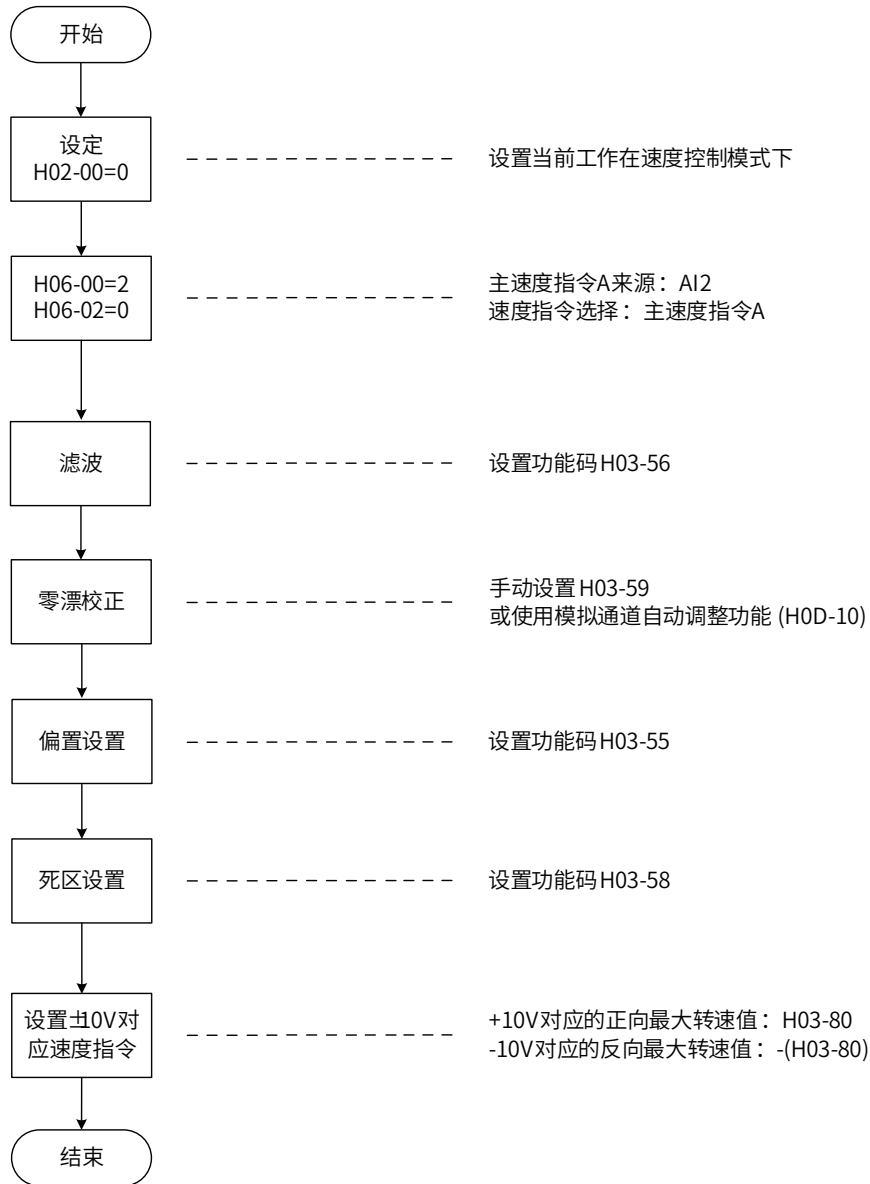 开始
设定
H02-00=0
设置当前工作在速度控制模式下
H06-00=2
H06-02=0
主速度指令A来源：AI2
速度指令选择：主速度指令A
滤波
设置功能码H03-56
零漂校正
手动设置H03-59
或使用模拟通道自动调整功能 (H0D-10)
偏置设置
设置功能码H03-55
死区设置
设置功能码H03-58
设置±10V对
应速度指令
+10V对应的正向最大转速值：H03-80
-10V对应的反向最大转速值：-(H03-80)
结束